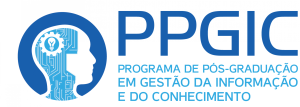 PPGIC
PROGRAMA DE PÓS-GRADUAÇÃO
EM GESTÃO DA INFORMAÇÃO
E DO CONHECIMENTO